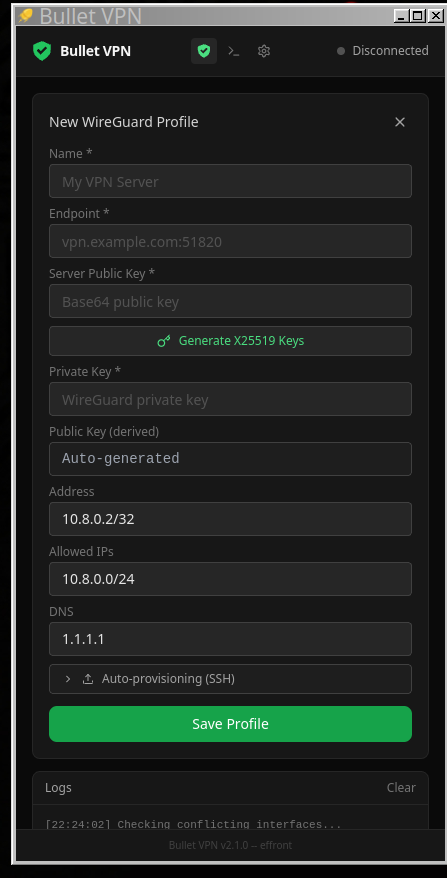 Bullet VPN
Bullet VPN
Disconnected
New WireGuard Profile
Name *
My VPN Server
Endpoint *
vpn.example.com:51820
Server Public Key *
Base64 public key
Generate X25519 Keys
Private Key *
WireGuard private key
Public Key (derived)
Auto-generated
Address
10.8.0.2/32
Allowed IPs
10.8.0.0/24
DNS
1.1.1.1
Auto-provisioning (SSH)
Save Profile
Logs
Clear
[22:24:02] Checking conflicting interfaces...
Bullet VPN v2.1.0 — effront